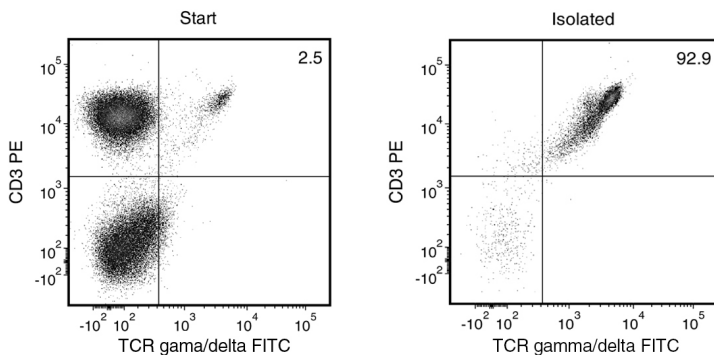 Start
2.5
CD3 PE
10^5
10^4
10^3
10^2
-10^2
-10^2 10^2 10^3 10^4 10^5
TCR gama/delta FITC
Isolated
92.9
CD3 PE
10^5
10^4
10^3
10^2
-10^2
-10^2 10^2 10^3 10^4 10^5
TCR gamma/delta FITC